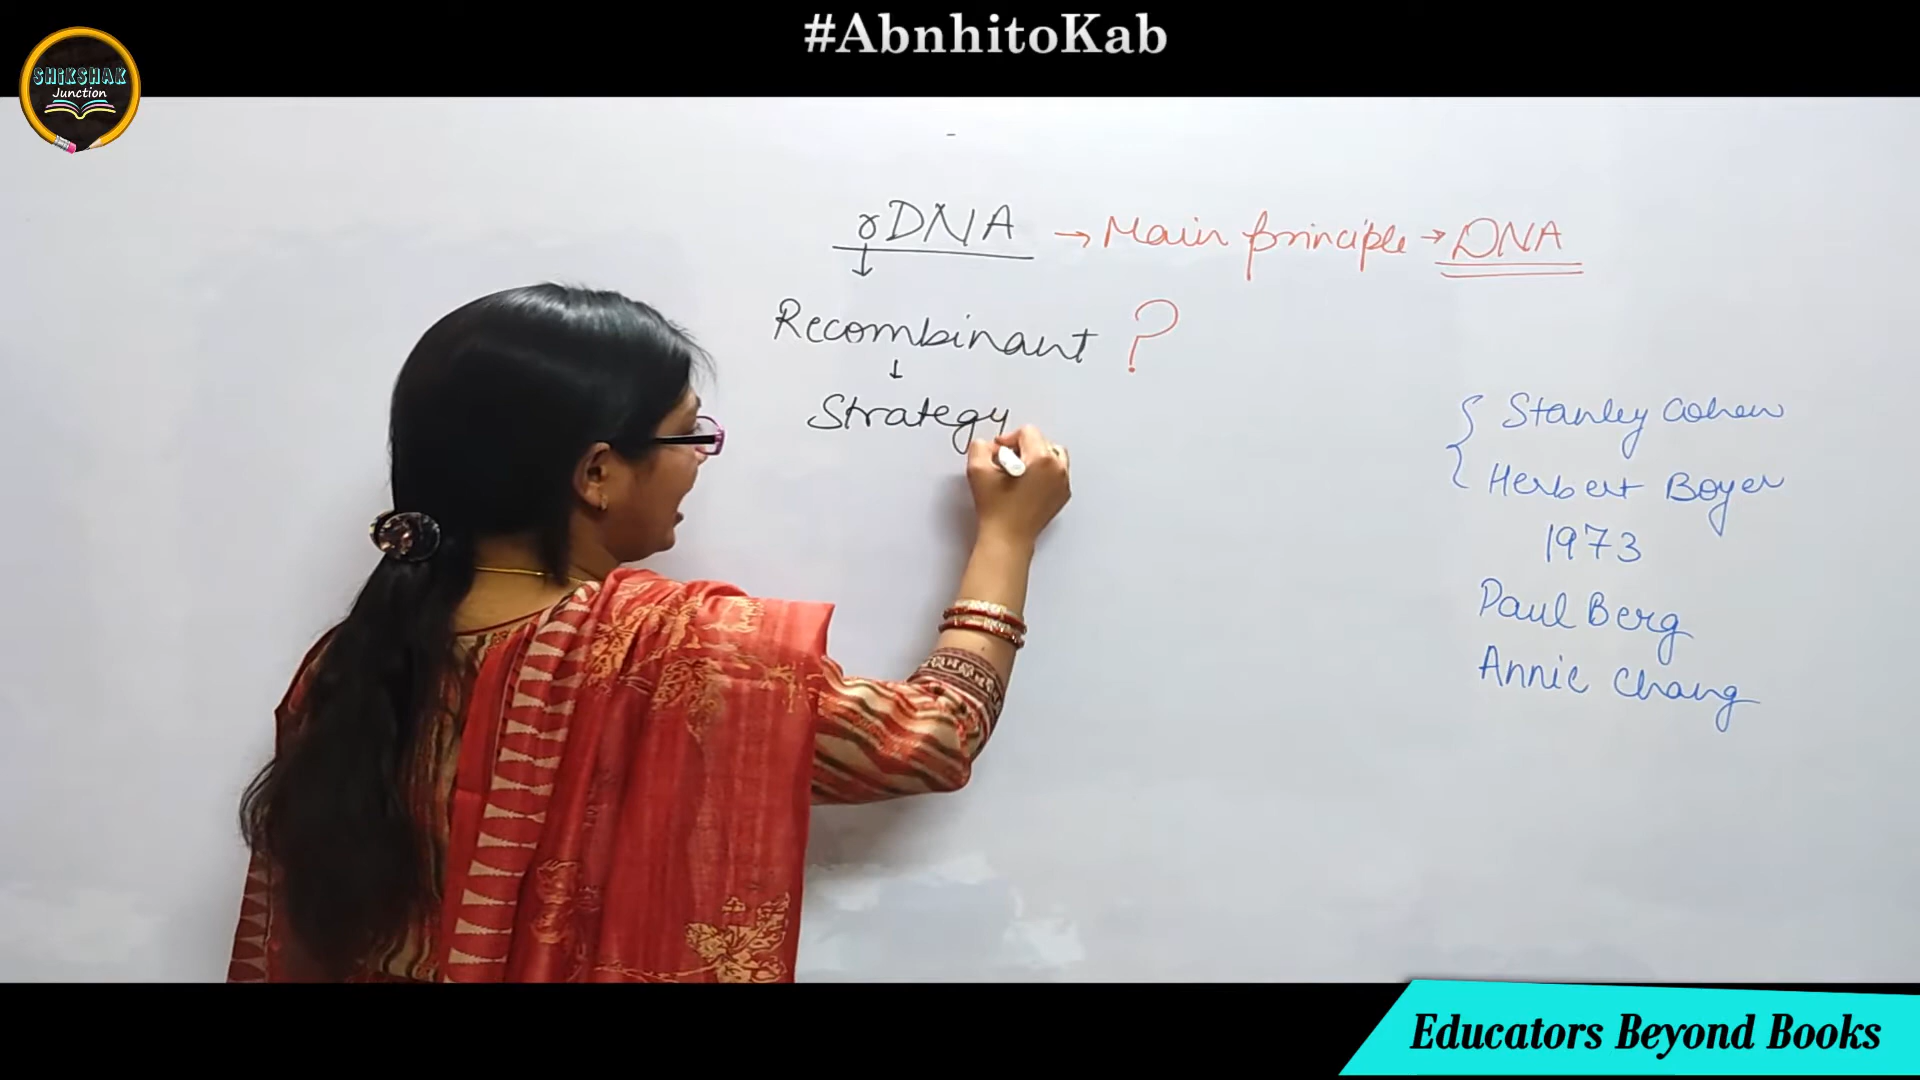 #AbnhitoKab
SHiKSHAK
Junction
rDNA → Main principle → DNA
↓
Recombinant ?
↓
Strategy
Stanley Cohen
Herbert Boyer
1973
Paul Berg
Annie Chang
Educators Beyond Books